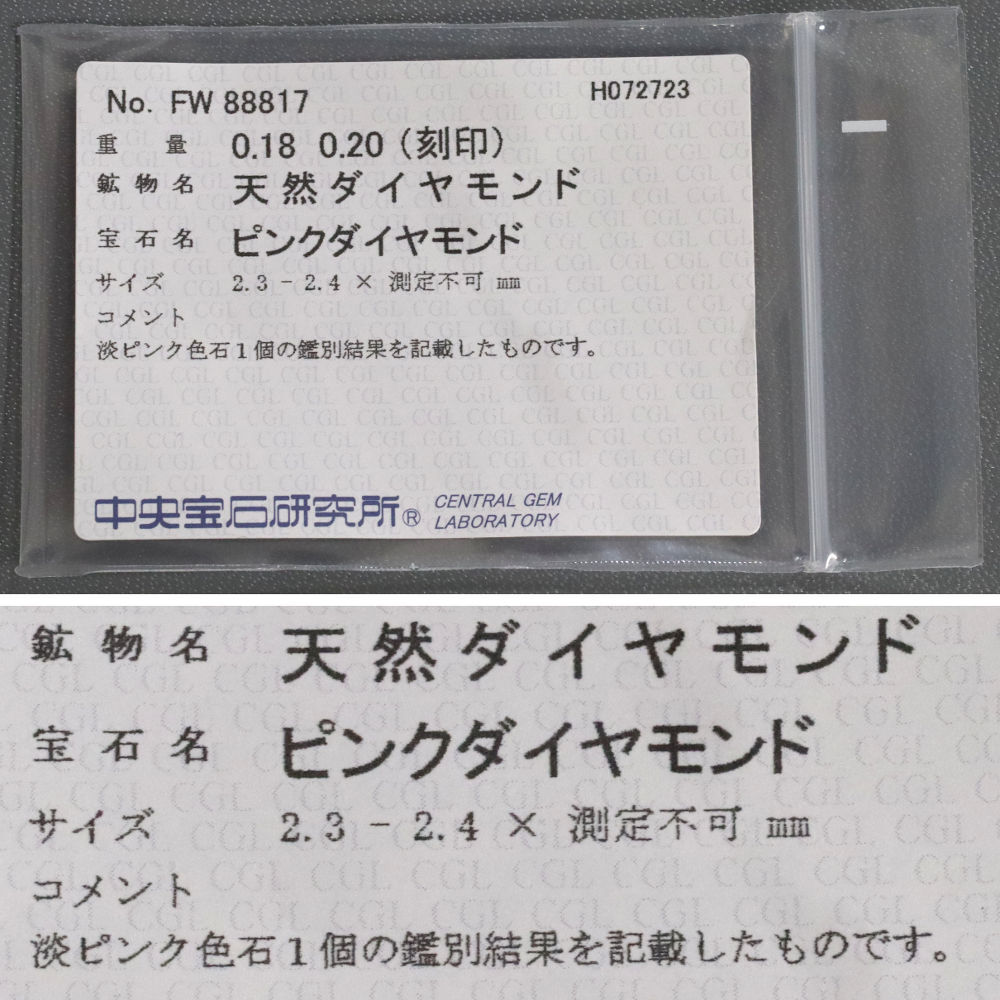 No. FW 88817 H072723
重量 0.18 0.20 (刻印)
鉱物名 天然ダイヤモンド
宝石名 ピンクダイヤモンド
サイズ 2.3 - 2.4 × 測定不可 mm
コメント
淡ピンク色石1個の鑑別結果を記載したものです。
中央宝石研究所® CENTRAL GEM
LABORATORY
鉱物名 天然ダイヤモンド
宝石名 ピンクダイヤモンド
サイズ 2.3 - 2.4 × 測定不可 mm
コメント
淡ピンク色石1個の鑑別結果を記載したものです。